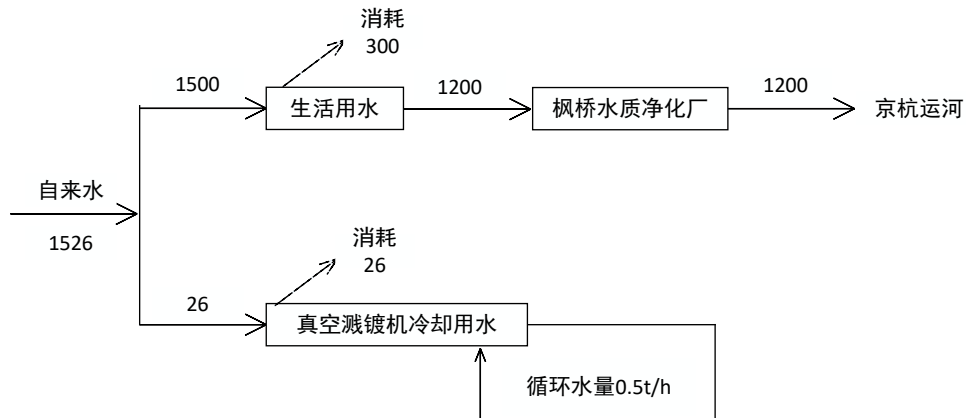 消耗
300
1500
生活用水
1200
枫桥水质净化厂
1200
京杭运河
自来水
1526
消耗
26
26
真空溅镀机冷却用水
循环水量0.5t/h